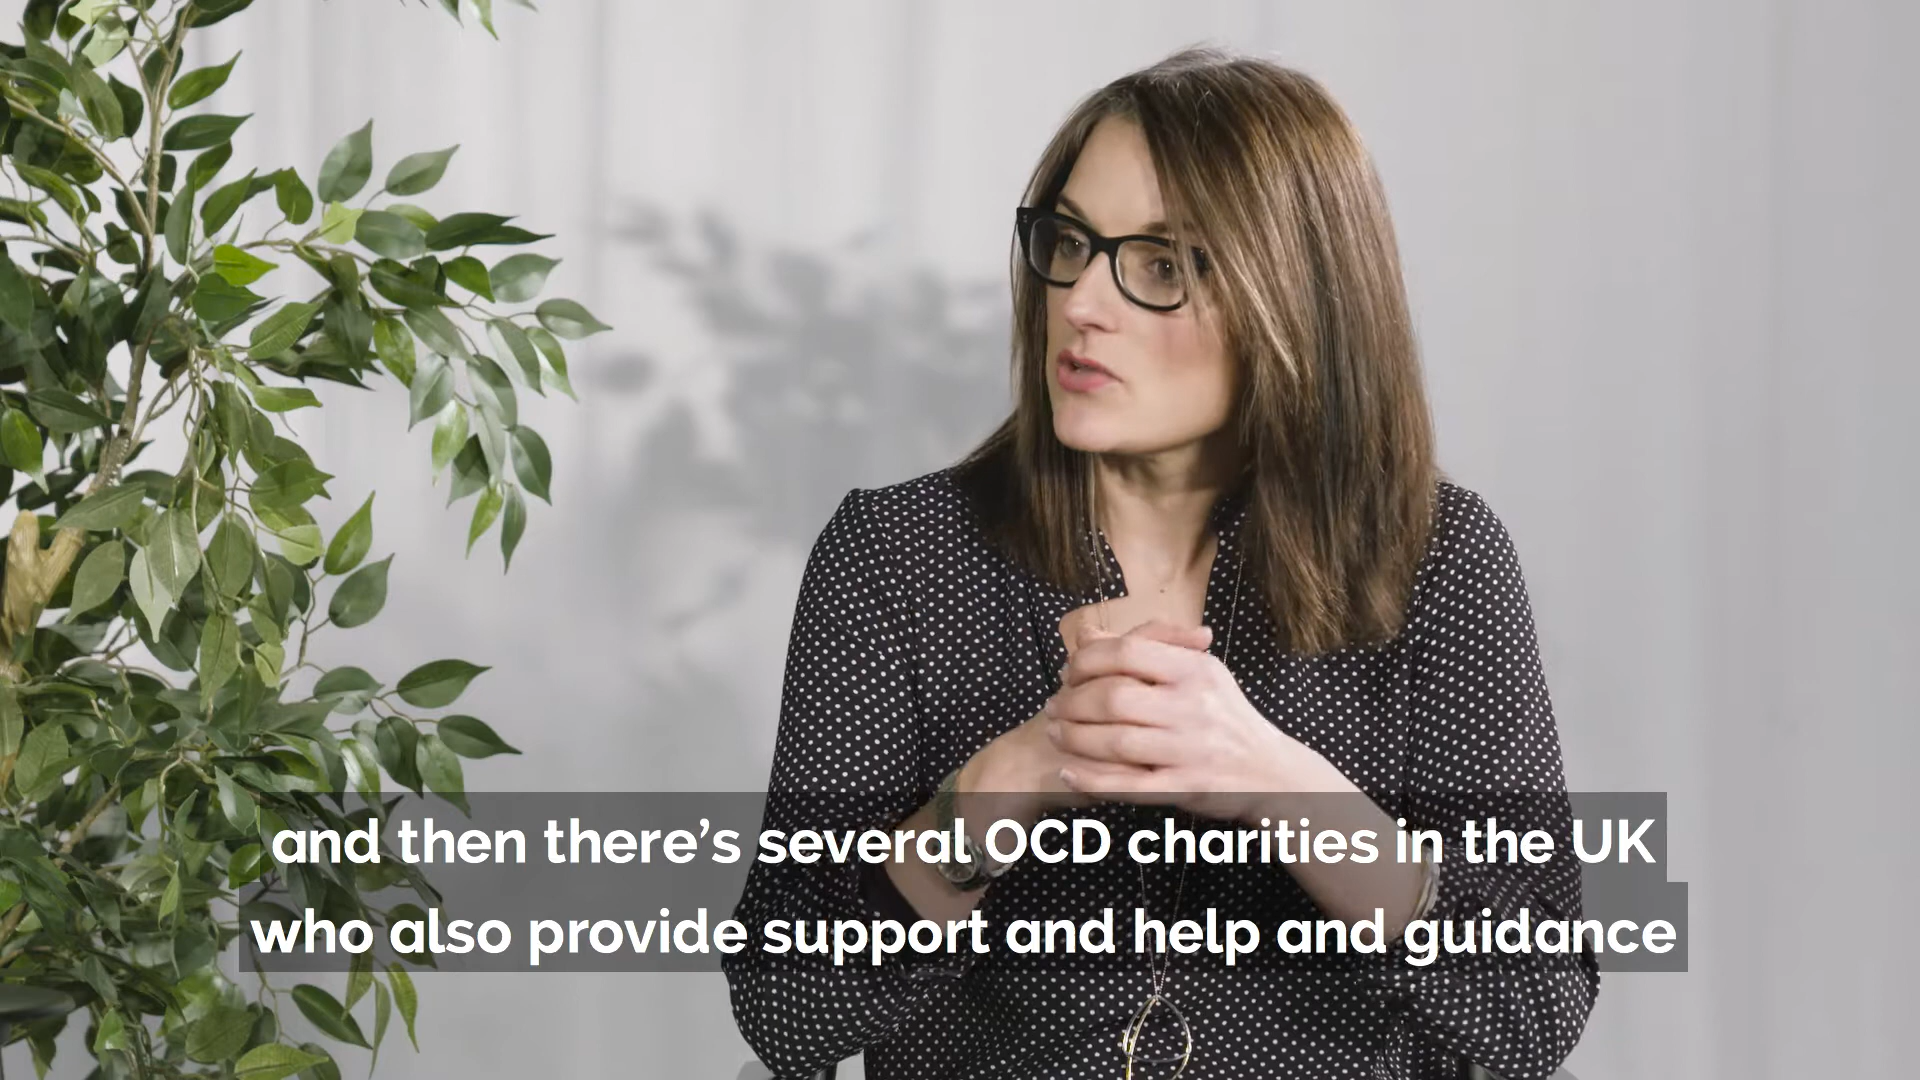 and then there’s several OCD charities in the UK
who also provide support and help and guidance